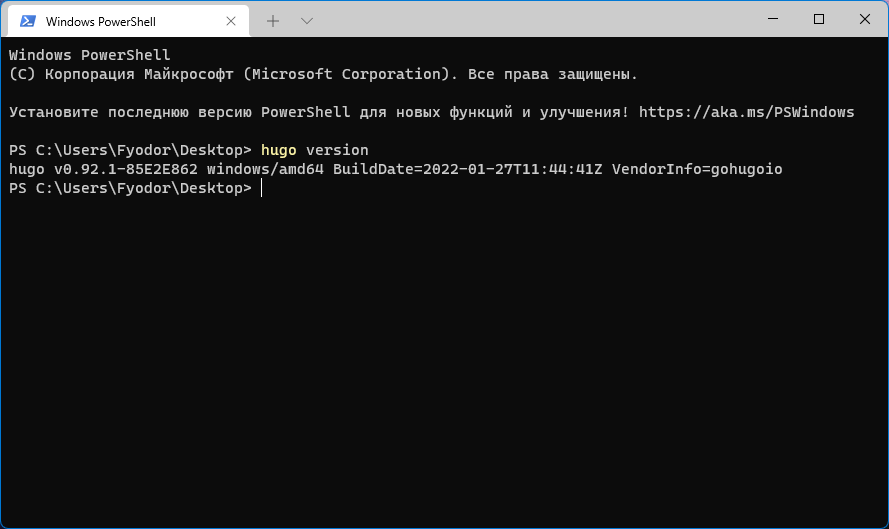 Windows PowerShell
Windows PowerShell
(C) Корпорация Майкрософт (Microsoft Corporation). Все права защищены.
Установите последнюю версию PowerShell для новых функций и улучшения! https://aka.ms/PSWindows
PS C:\Users\Fyodor\Desktop> hugo version
hugo v0.92.1-85E2E862 windows/amd64 BuildDate=2022-01-27T11:44:41Z VendorInfo=gohugoio
PS C:\Users\Fyodor\Desktop>